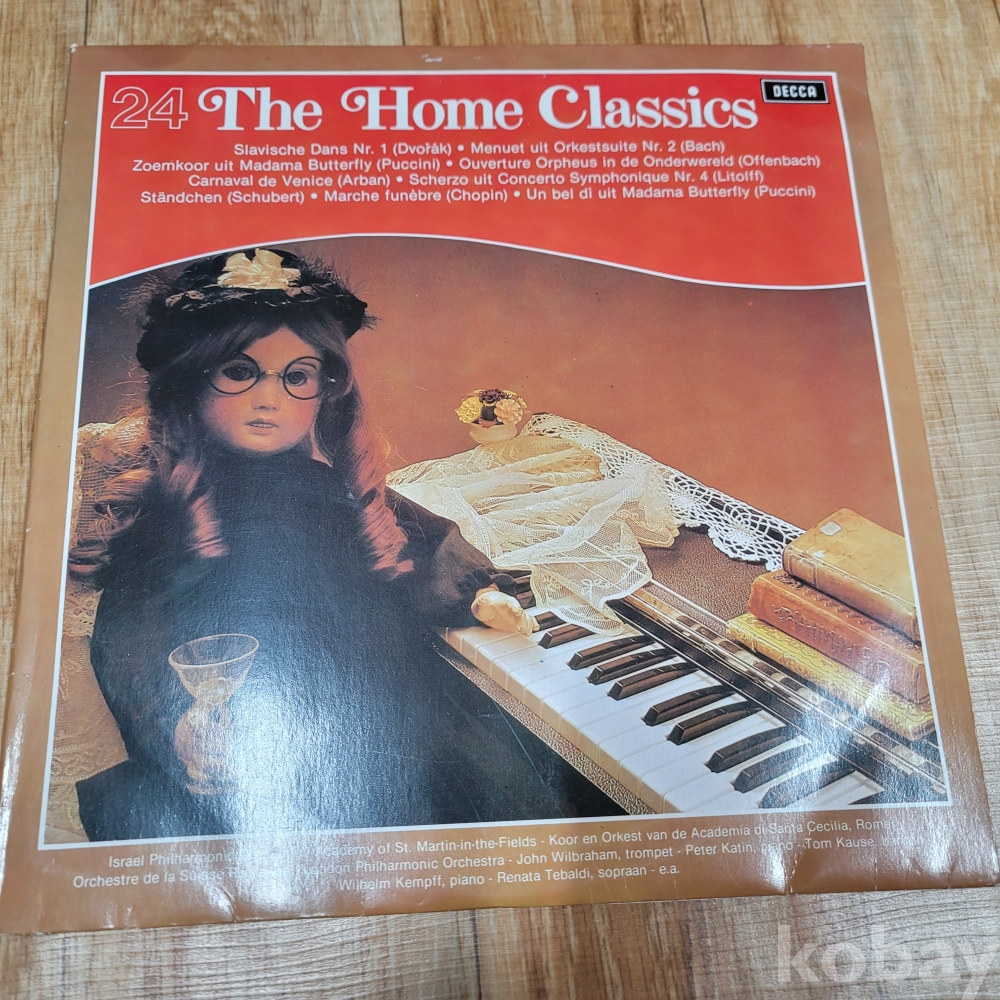 24 The Home Classics
DECCA
Slavische Dans Nr. 1 (Dvořák) • Menuet uit Orkestsuite Nr. 2 (Bach)
Zoemkoor uit Madama Butterfly (Puccini) • Ouverture Orpheus in de Onderwereld (Offenbach)
Carnaval de Venice (Arban) • Scherzo uit Concerto Symphonique Nr. 4 (Litolff)
Ständchen (Schubert) • Marche funèbre (Chopin) • Un bel dì uit Madama Butterfly (Puccini)
Israel Philharmonic Academy of St. Martin-in-the-Fields - Koor en Orkest van de Academia di Santa Cecilia, Rome
Orchestre de la Suisse London Philharmonic Orchestra - John Wilbraham, trompet - Peter Katin, piano - Tom Kause,
Wilhelm Kempff, piano - Renata Tebaldi, sopraan - e.a.
kobay